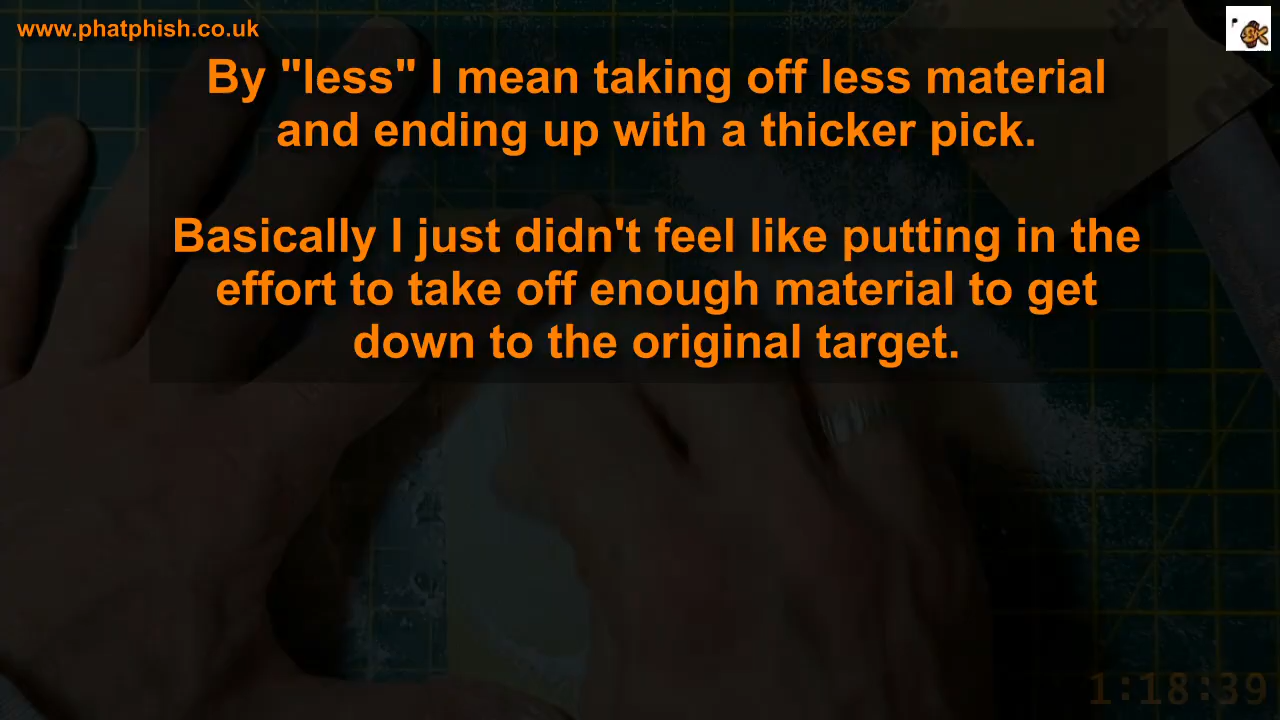 www.phatphish.co.uk
By "less" I mean taking off less material
and ending up with a thicker pick.
Basically I just didn't feel like putting in the
effort to take off enough material to get
down to the original target.
1:18:39